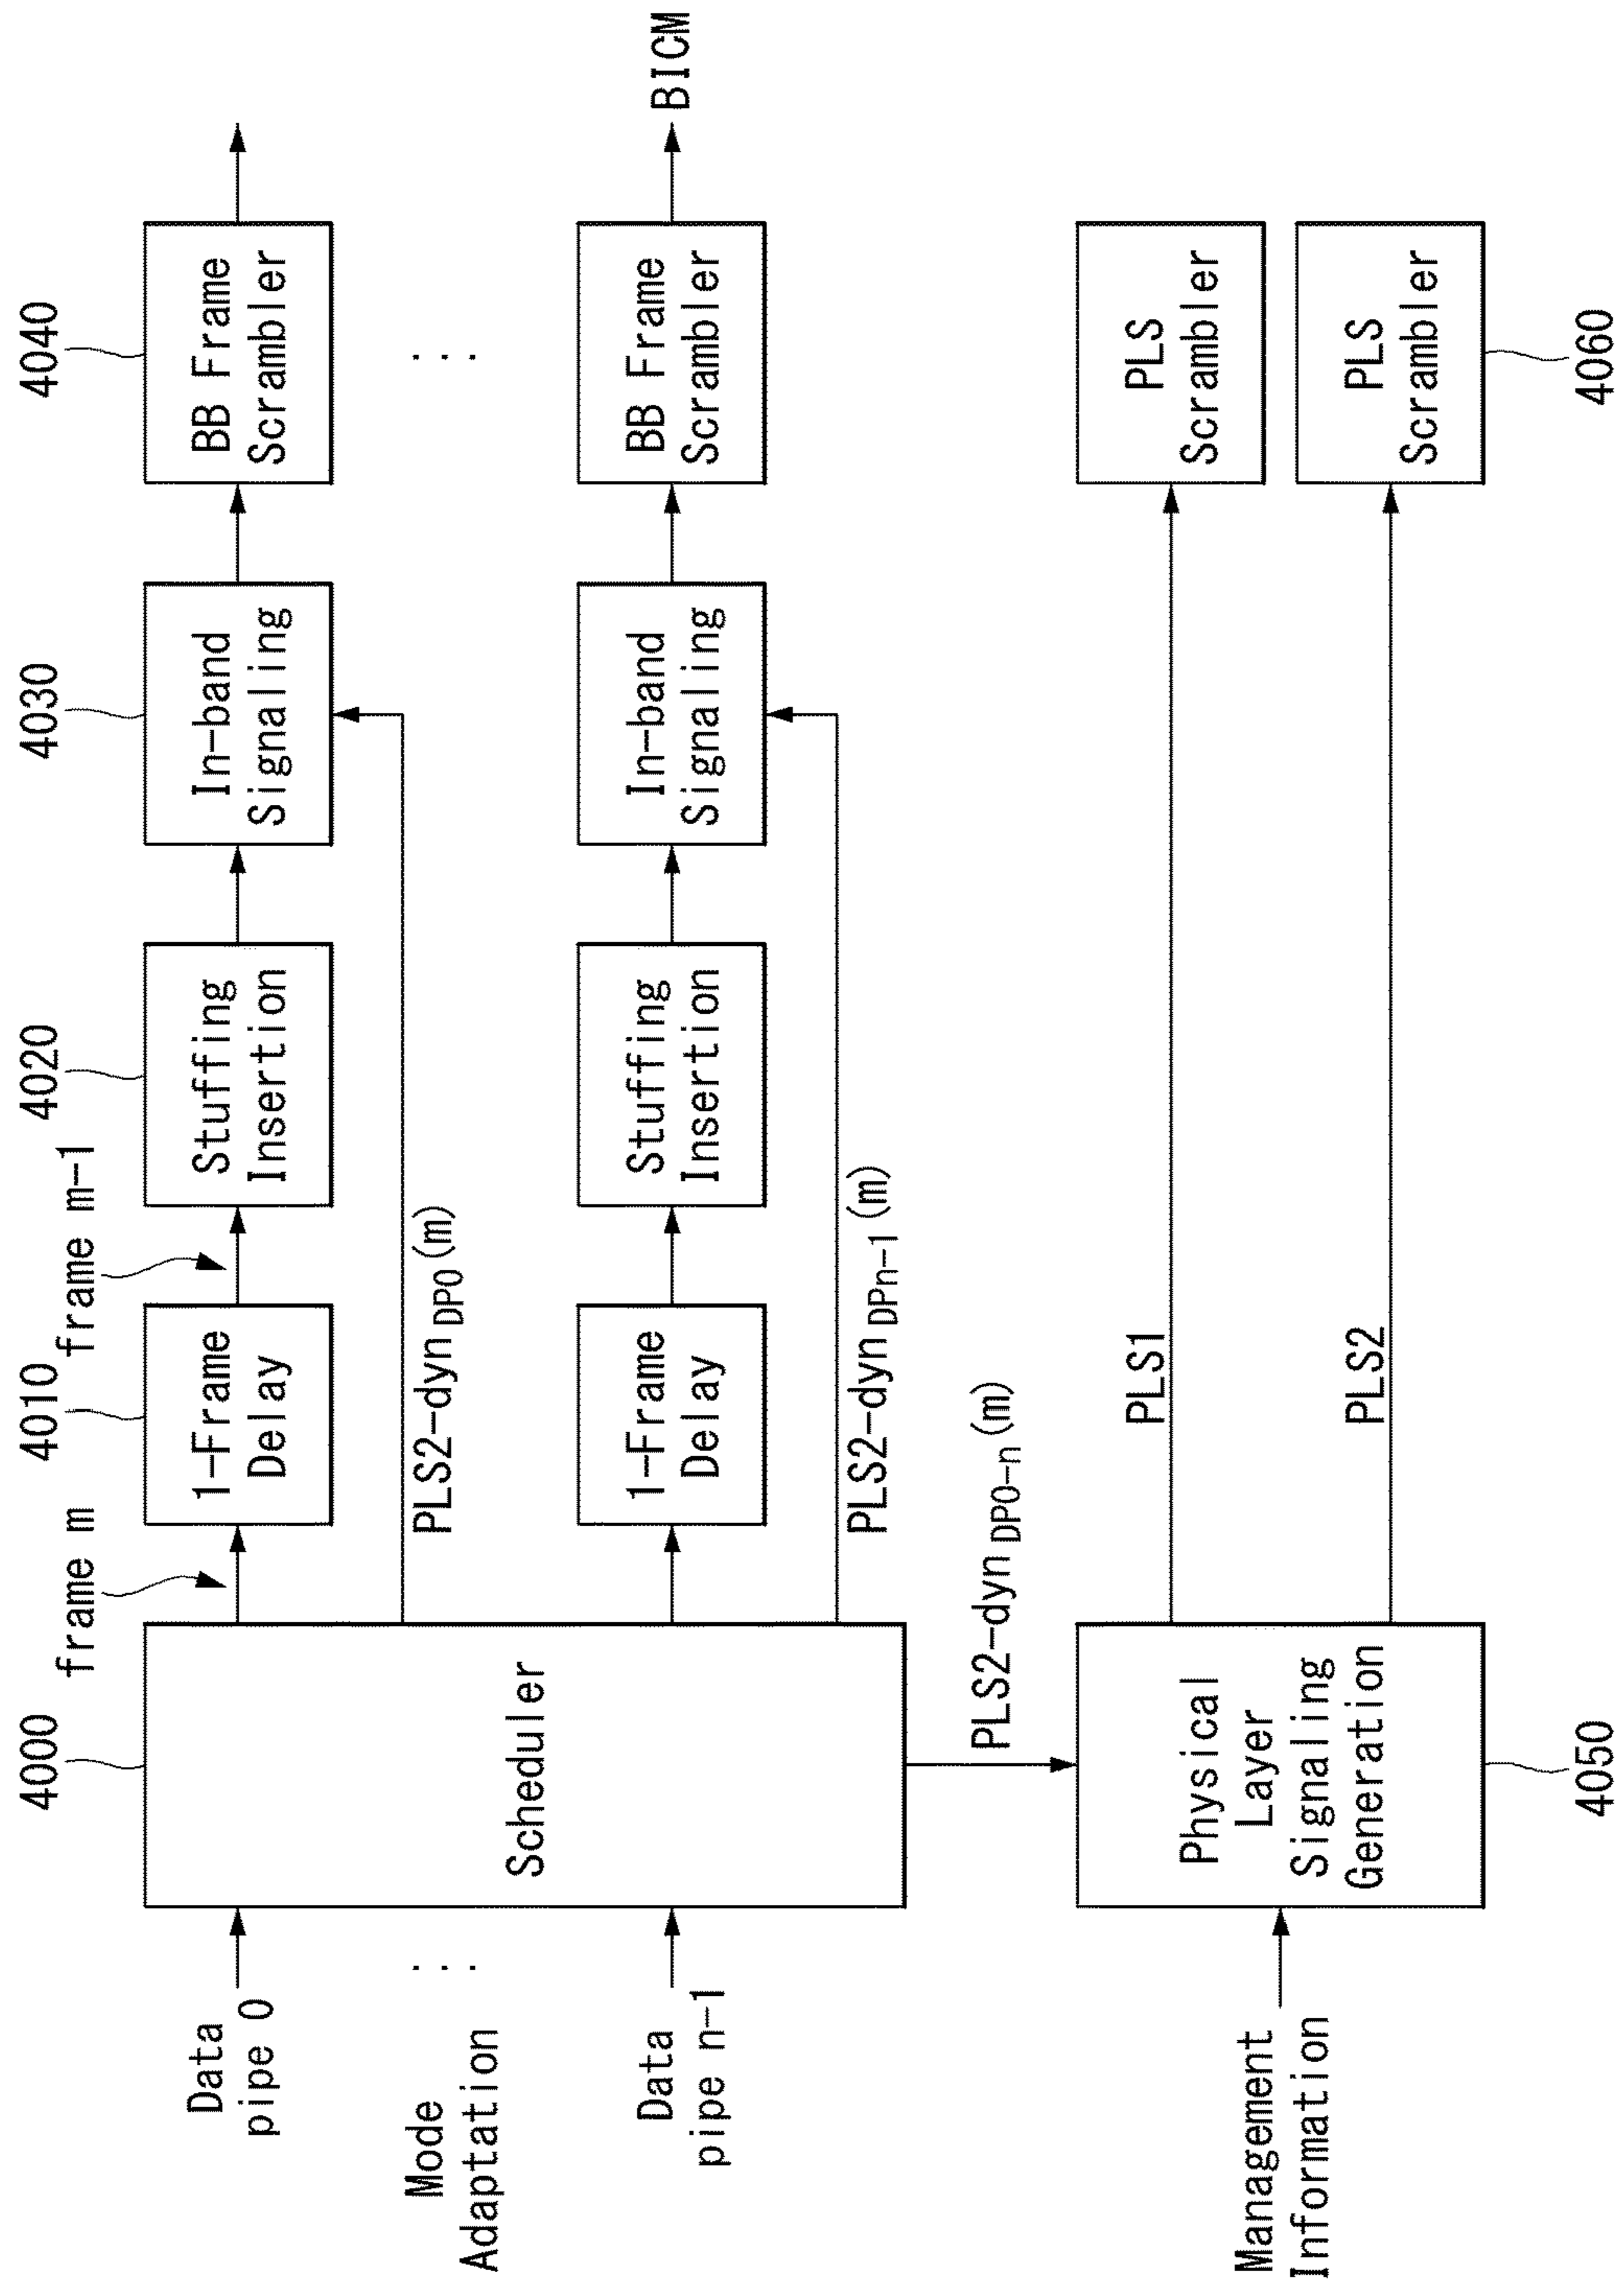 4000
4010
4020
4030
4040
frame m
frame m-1
Data
pipe 0
Mode
Adaptation
Data
pipe n-1
Scheduler
1-Frame
Delay
Stuffing
Insertion
In-band
Signaling
BB Frame
Scrambler
PLS2-dyn DP0 (m)
. . .
. . .
1-Frame
Delay
Stuffing
Insertion
In-band
Signaling
BB Frame
Scrambler
BICM
PLS2-dyn DPn-1 (m)
PLS2-dyn DP0-n (m)
Management
Information
Physical
Layer
Signaling
Generation
PLS1
PLS
Scrambler
PLS2
PLS
Scrambler
4050
4060